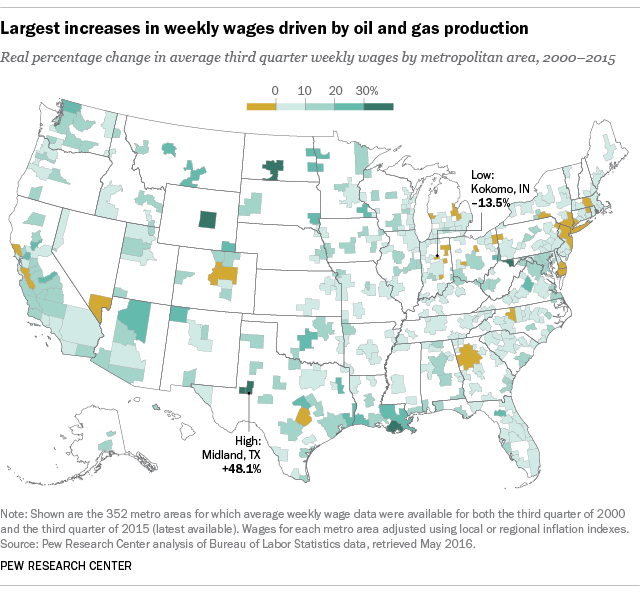 Largest increases in weekly wages driven by oil and gas production
Real percentage change in average third quarter weekly wages by metropolitan area, 2000–2015
0 10 20 30%
Low:
Kokomo, IN
–13.5%
High:
Midland, TX
+48.1%
Note: Shown are the 352 metro areas for which average weekly wage data were available for both the third quarter of 2000
and the third quarter of 2015 (latest available). Wages for each metro area adjusted using local or regional inflation indexes.
Source: Pew Research Center analysis of Bureau of Labor Statistics data, retrieved May 2016.
PEW RESEARCH CENTER